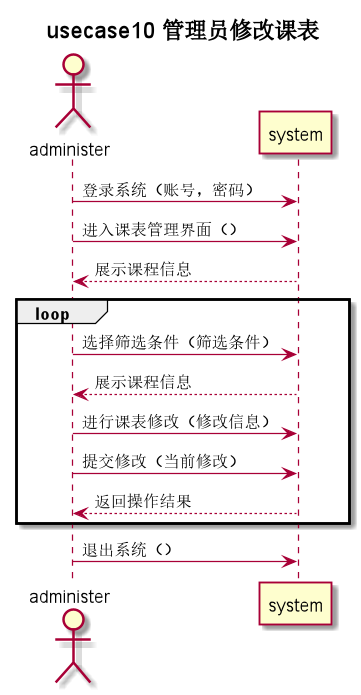 usecase10 管理员修改课表
administer
system
登录系统（账号，密码）
进入课表管理界面（）
展示课程信息
loop
选择筛选条件（筛选条件）
展示课程信息
进行课表修改（修改信息）
提交修改（当前修改）
返回操作结果
退出系统（）
administer
system